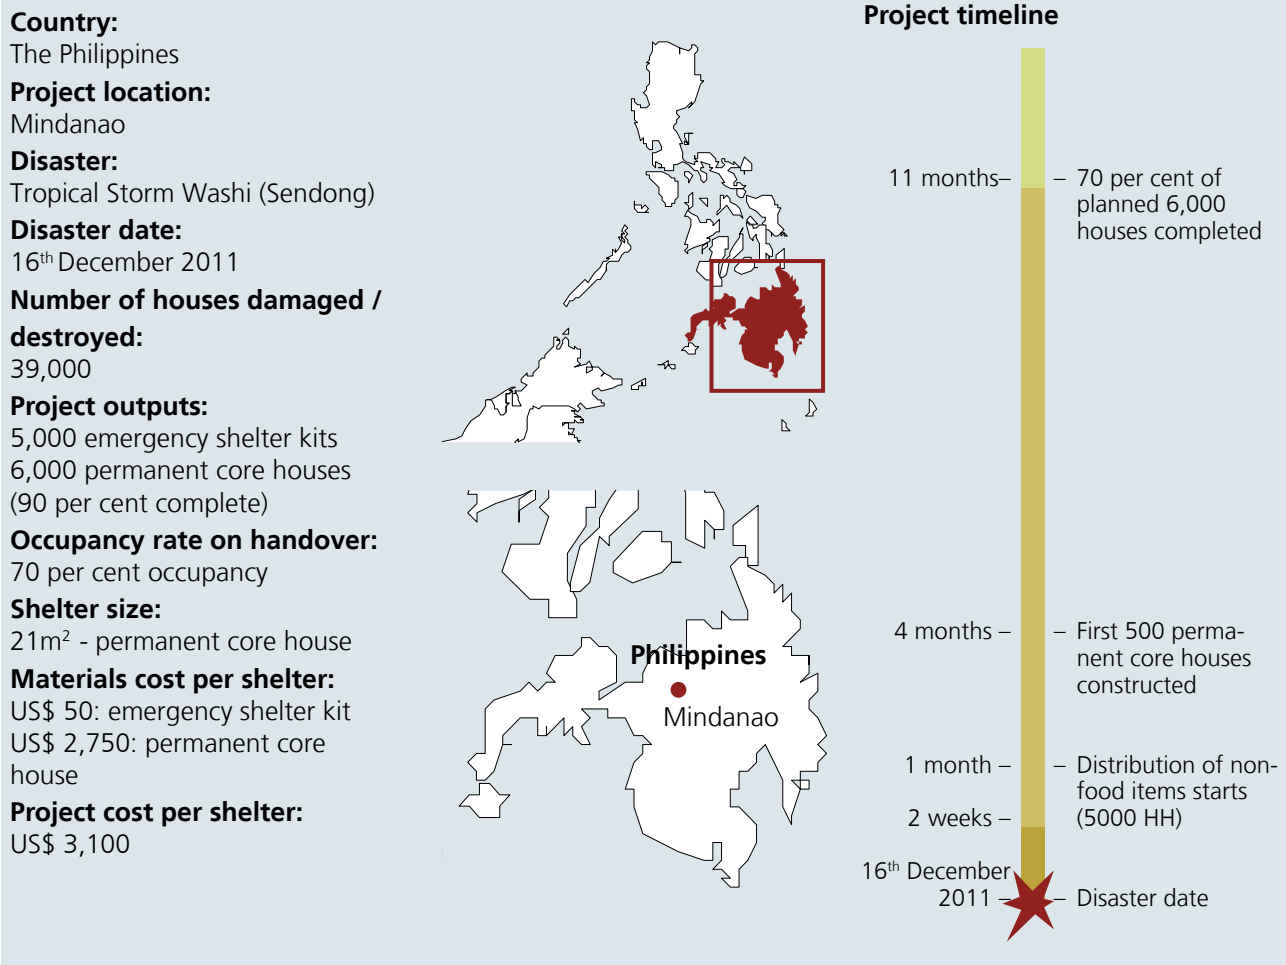 Country:
The Philippines
Project location:
Mindanao
Disaster:
Tropical Storm Washi (Sendong)
Disaster date:
16th December 2011
Number of houses damaged /
destroyed:
39,000
Project outputs:
5,000 emergency shelter kits
6,000 permanent core houses
(90 per cent complete)
Occupancy rate on handover:
70 per cent occupancy
Shelter size:
21m² - permanent core house
Materials cost per shelter:
US$ 50: emergency shelter kit
US$ 2,750: permanent core
house
Project cost per shelter:
US$ 3,100
Philippines
Mindanao
Project timeline
11 months–
– 70 per cent of
planned 6,000
houses completed
4 months –
– First 500 perma-
nent core houses
constructed
1 month –
– Distribution of non-
food items starts
(5000 HH)
2 weeks –
16th December
2011 –
– Disaster date